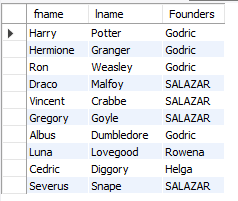 fname lname Founders
Harry Potter Godric
Hermione Granger Godric
Ron Weasley Godric
Draco Malfoy SALAZAR
Vincent Crabbe SALAZAR
Gregory Goyle SALAZAR
Albus Dumbledore Godric
Luna Lovegood Rowena
Cedric Diggory Helga
Severus Snape SALAZAR